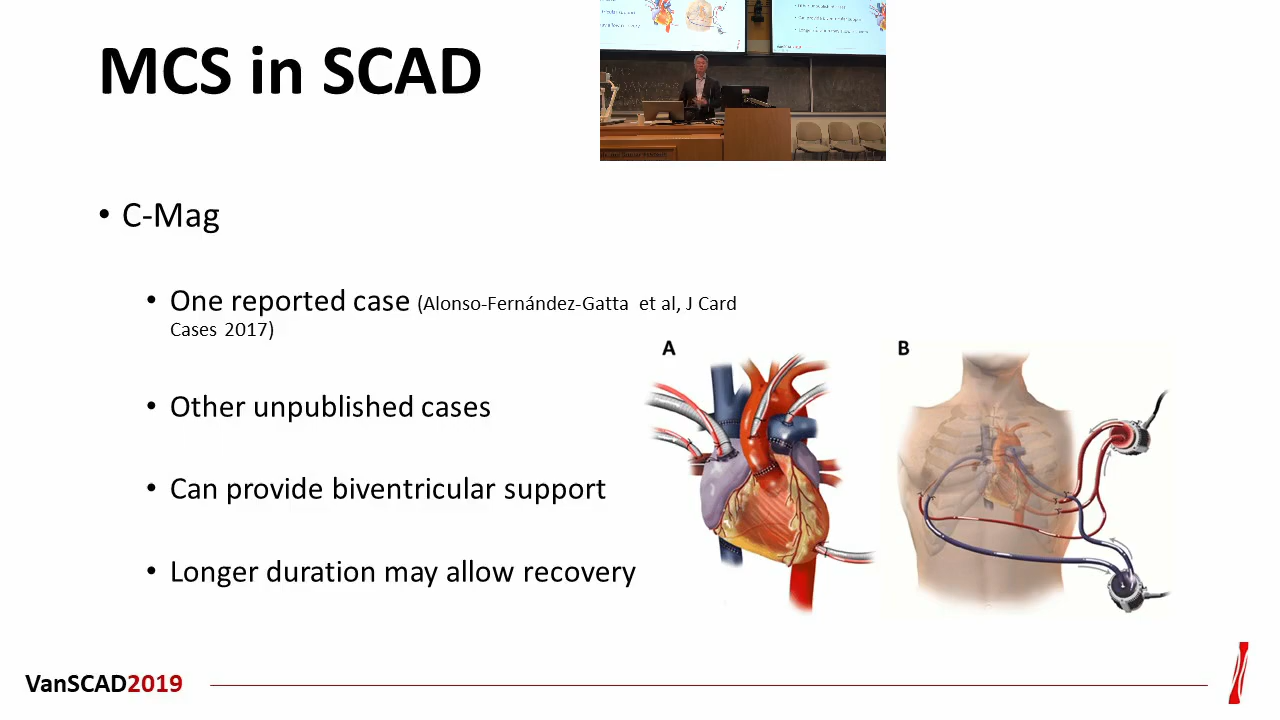 MCS in SCAD
• C-Mag
• One reported case (Alonso-Fernández-Gatta et al, J Card
Cases 2017)
• Other unpublished cases
• Can provide biventricular support
• Longer duration may allow recovery
A
B
VanSCAD2019